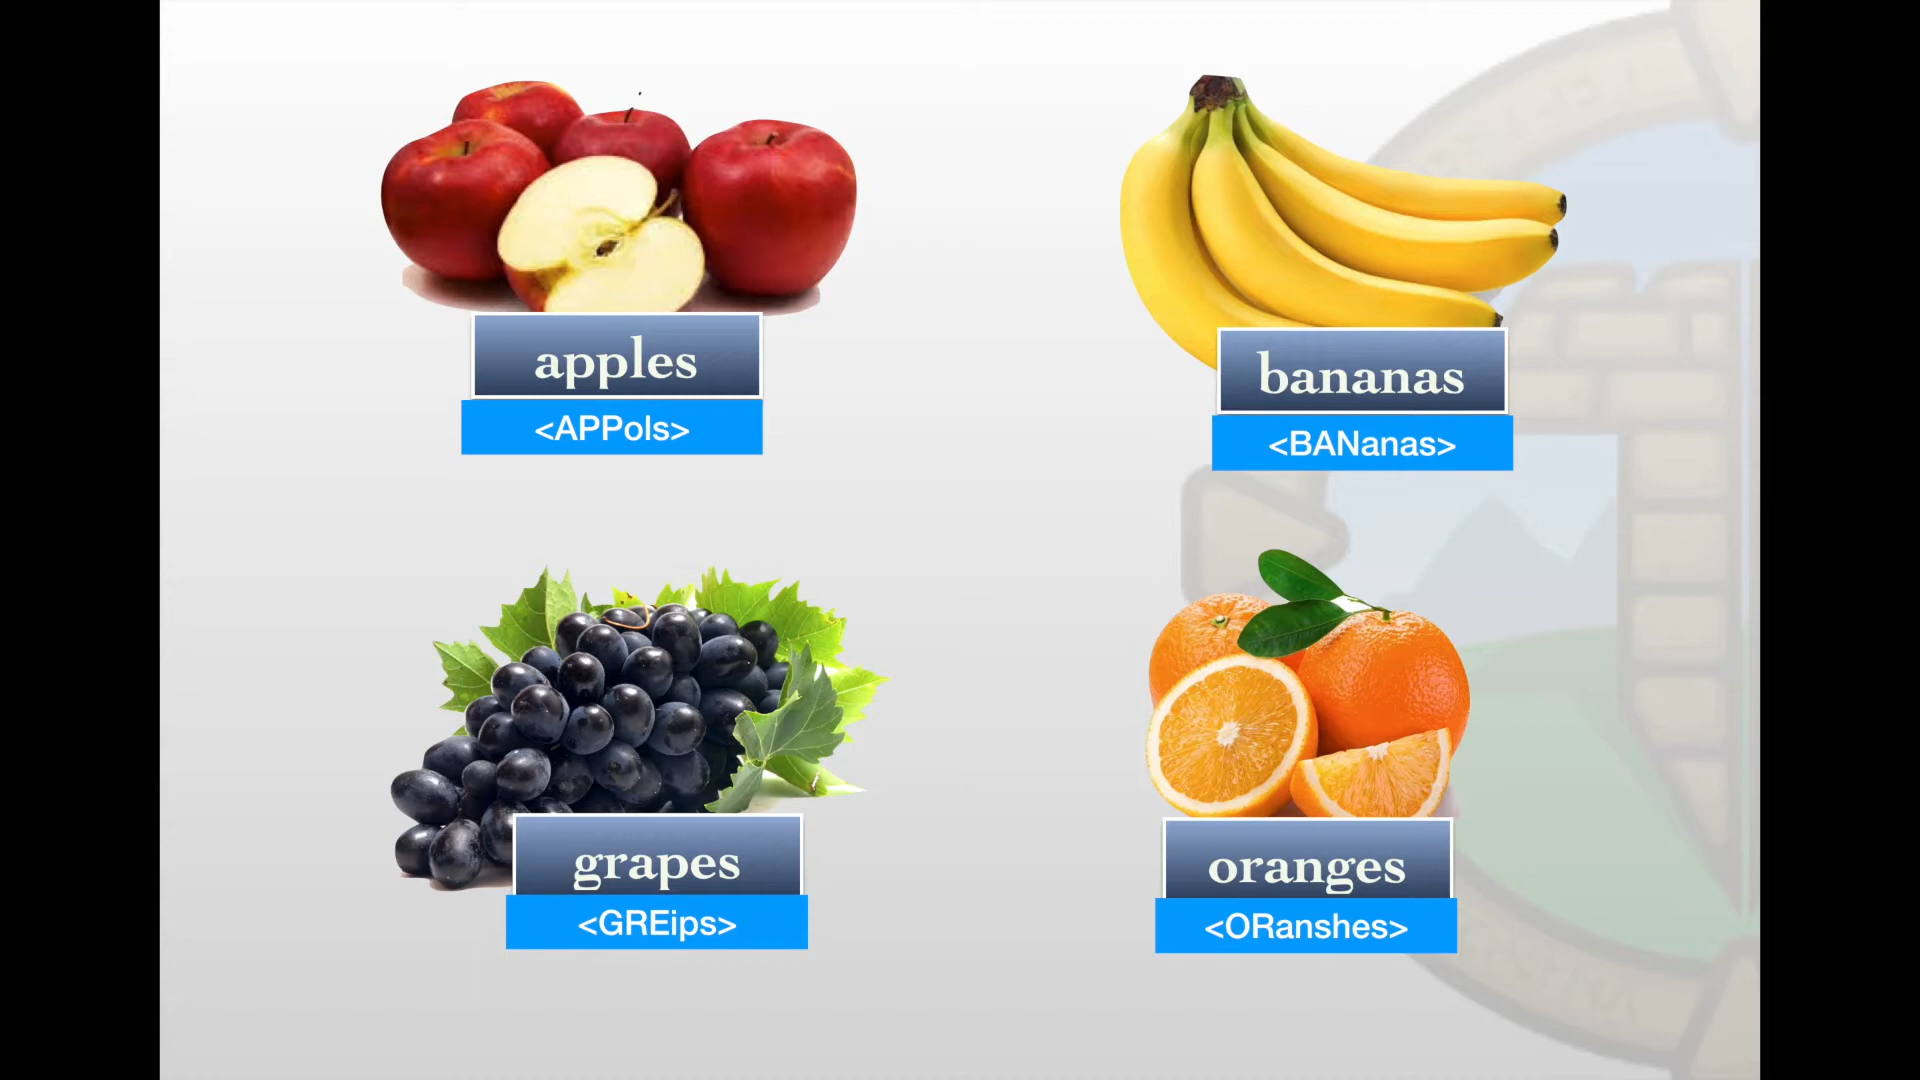 apples
<APPols>
bananas
<BANanas>
grapes
<GREips>
oranges
<ORanshes>